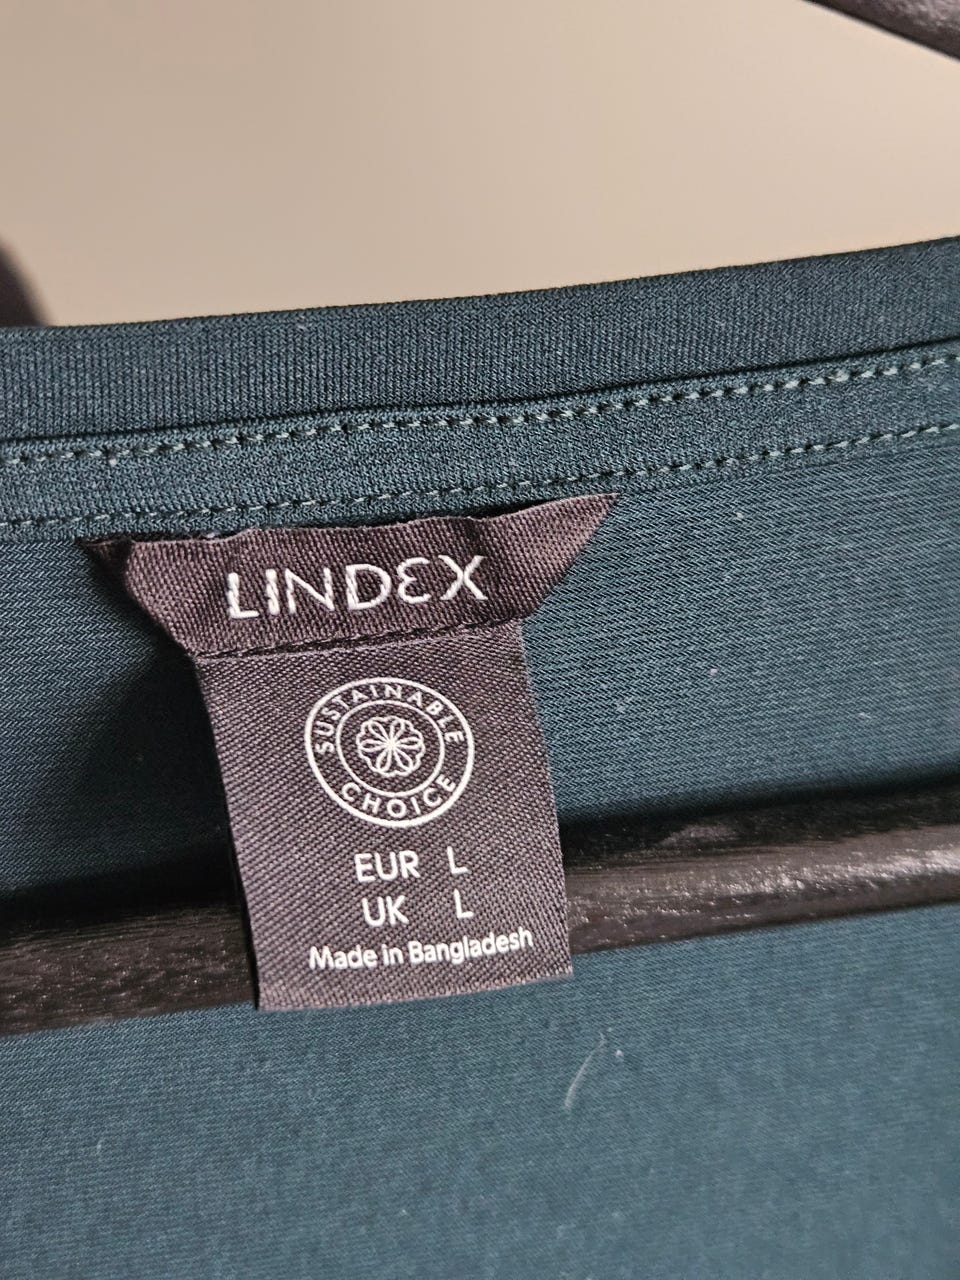 LINDEX
SUSTAINABLE
CHOICE
EUR L
UK L
Made in Bangladesh